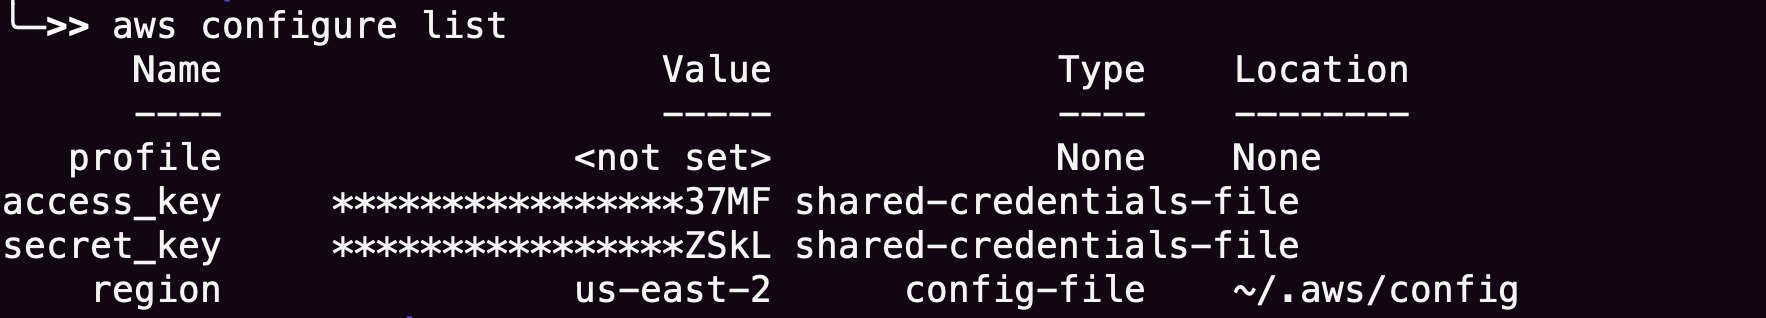 ╰─>> aws configure list
      Name                    Value             Type    Location
      ----                    -----             ----    --------
   profile                <not set>             None    None
access_key     ****************37MF shared-credentials-file
secret_key     ****************ZSkL shared-credentials-file
    region                us-east-2      config-file    ~/.aws/config